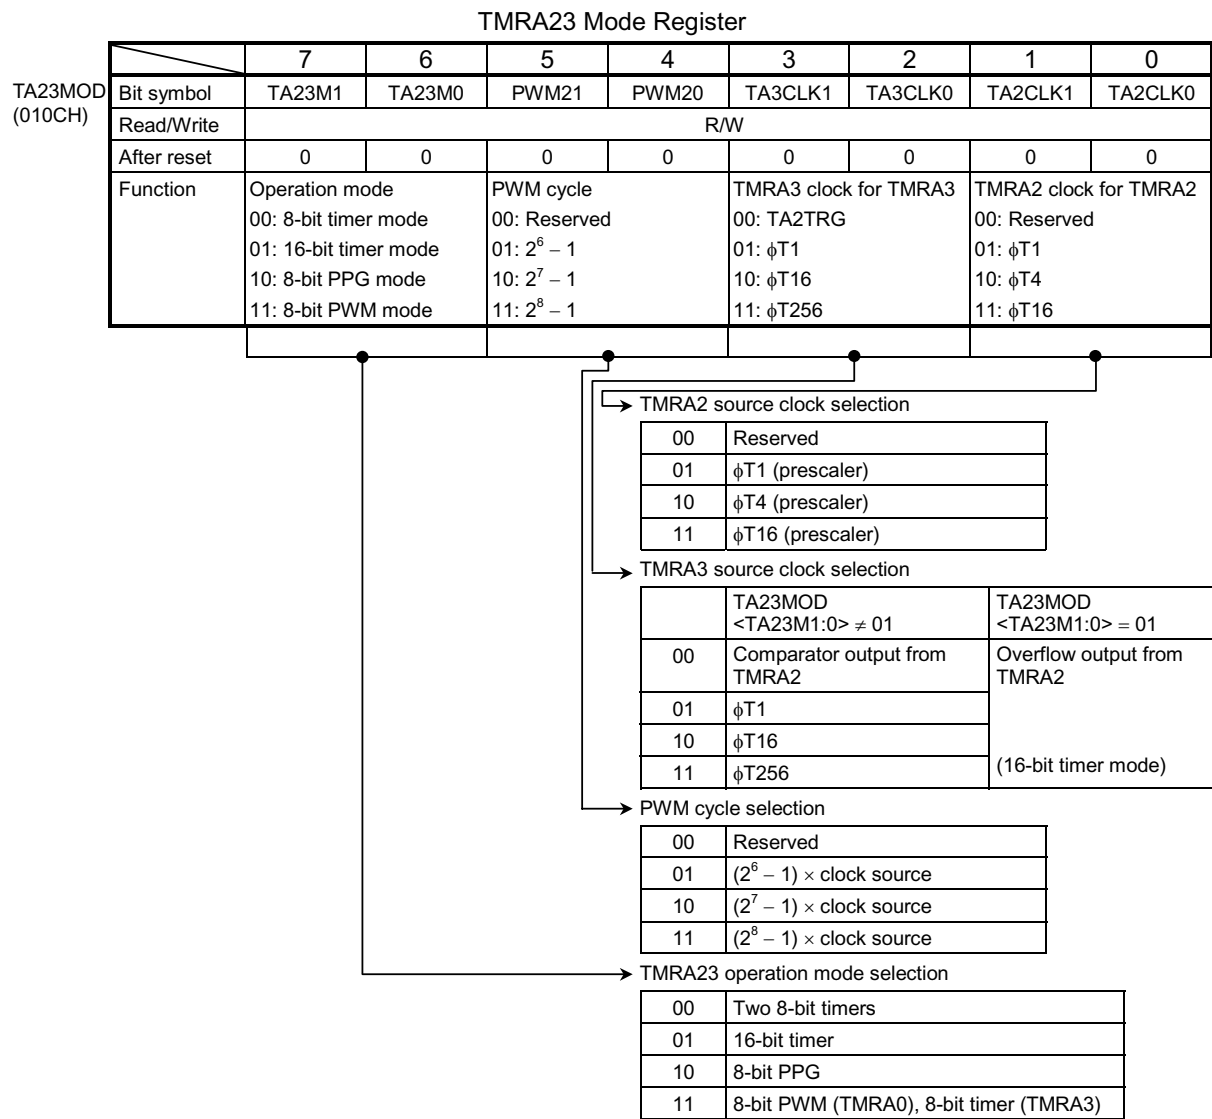 TMRA23 Mode Register
7 6 5 4 3 2 1 0
TA23MOD
(010CH)
Bit symbol TA23M1 TA23M0 PWM21 PWM20 TA3CLK1 TA3CLK0 TA2CLK1 TA2CLK0
Read/Write R/W
After reset 0 0 0 0 0 0 0 0
Function Operation mode PWM cycle TMRA3 clock for TMRA3 TMRA2 clock for TMRA2
00: 8-bit timer mode 00: Reserved 00: TA2TRG 00: Reserved
01: 16-bit timer mode 01: 2⁶ − 1 01: ϕT1 01: ϕT1
10: 8-bit PPG mode 10: 2⁷ − 1 10: ϕT16 10: ϕT4
11: 8-bit PWM mode 11: 2⁸ − 1 11: ϕT256 11: ϕT16
TMRA2 source clock selection
00 Reserved
01 ϕT1 (prescaler)
10 ϕT4 (prescaler)
11 ϕT16 (prescaler)
TMRA3 source clock selection
TA23MOD TA23MOD
<TA23M1:0> ≠ 01 <TA23M1:0> = 01
00 Comparator output from Overflow output from
TMRA2 TMRA2
01 ϕT1
10 ϕT16
11 ϕT256 (16-bit timer mode)
PWM cycle selection
00 Reserved
01 (2⁶ − 1) × clock source
10 (2⁷ − 1) × clock source
11 (2⁸ − 1) × clock source
TMRA23 operation mode selection
00 Two 8-bit timers
01 16-bit timer
10 8-bit PPG
11 8-bit PWM (TMRA0), 8-bit timer (TMRA3)